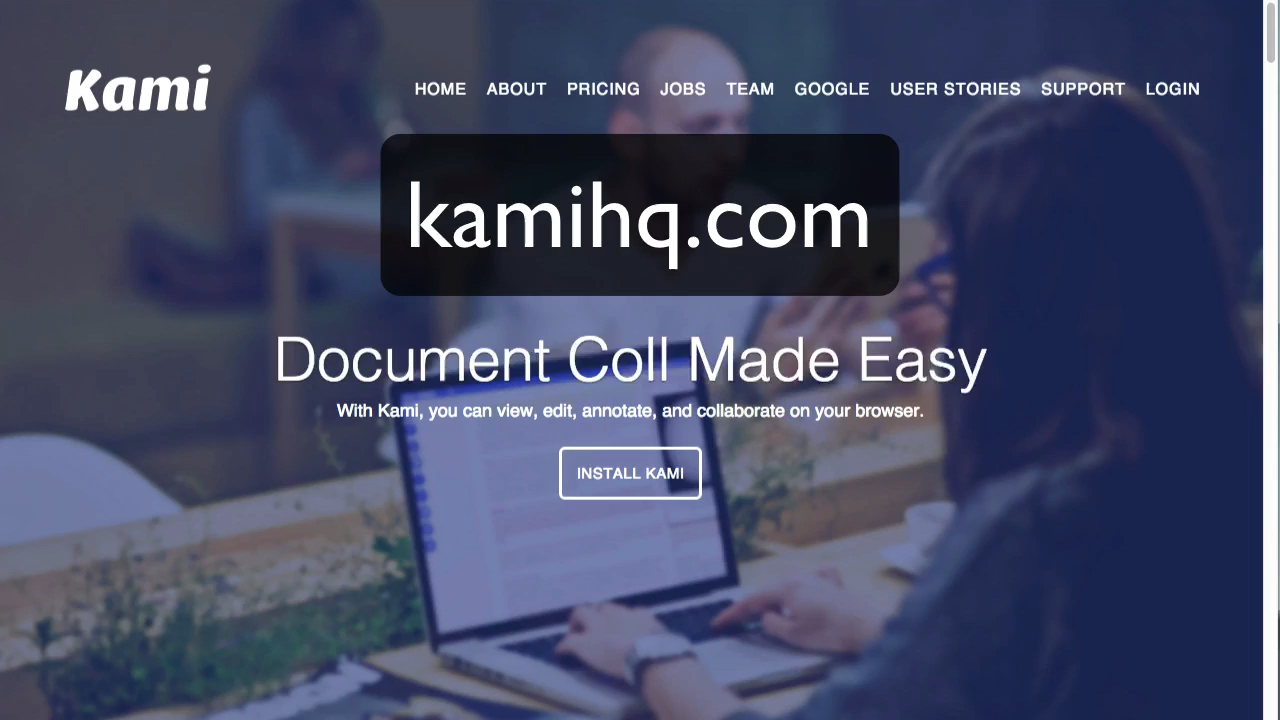 Kami
HOME ABOUT PRICING JOBS TEAM GOOGLE USER STORIES SUPPORT LOGIN
kamihq.com
Document Coll Made Easy
With Kami, you can view, edit, annotate, and collaborate on your browser.
INSTALL KAMI